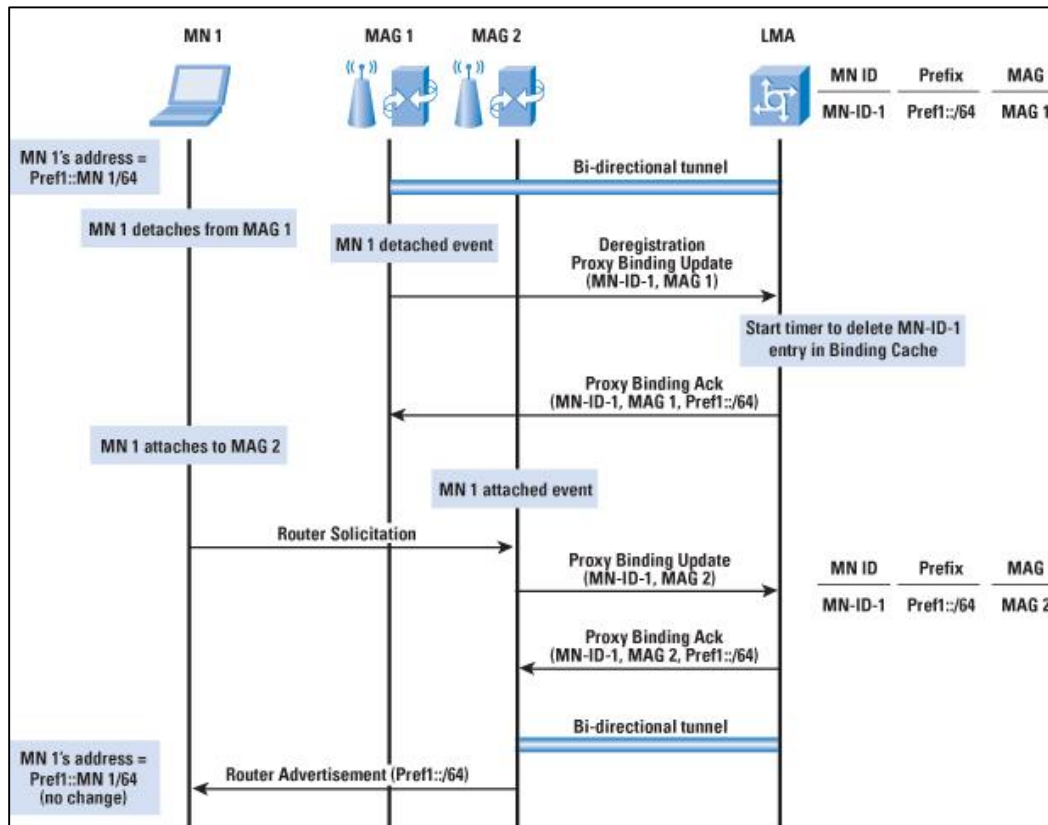 MN 1
MAG 1
MAG 2
LMA
MN ID
Prefix
MAG
MN-ID-1
Pref1::/64
MAG 1
MN 1's address =
Pref1::MN 1/64
Bi-directional tunnel
MN 1 detaches from MAG 1
MN 1 detached event
Deregistration
Proxy Binding Update
(MN-ID-1, MAG 1)
Start timer to delete MN-ID-1
entry in Binding Cache
Proxy Binding Ack
(MN-ID-1, MAG 1, Pref1::/64)
MN 1 attaches to MAG 2
MN 1 attached event
Router Solicitation
Proxy Binding Update
(MN-ID-1, MAG 2)
MN ID
Prefix
MAG
MN-ID-1
Pref1::/64
MAG 2
Proxy Binding Ack
(MN-ID-1, MAG 2, Pref1::/64)
Bi-directional tunnel
MN 1's address =
Pref1::MN 1/64
(no change)
Router Advertisement (Pref1::/64)